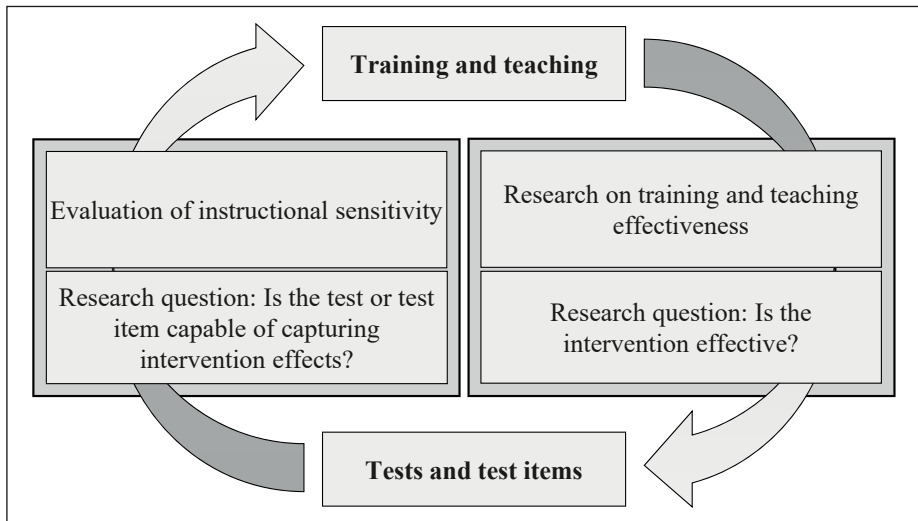 Training and teaching
Evaluation of instructional sensitivity
Research question: Is the test or test
item capable of capturing
intervention effects?
Research on training and teaching
effectiveness
Research question: Is the
intervention effective?
Tests and test items